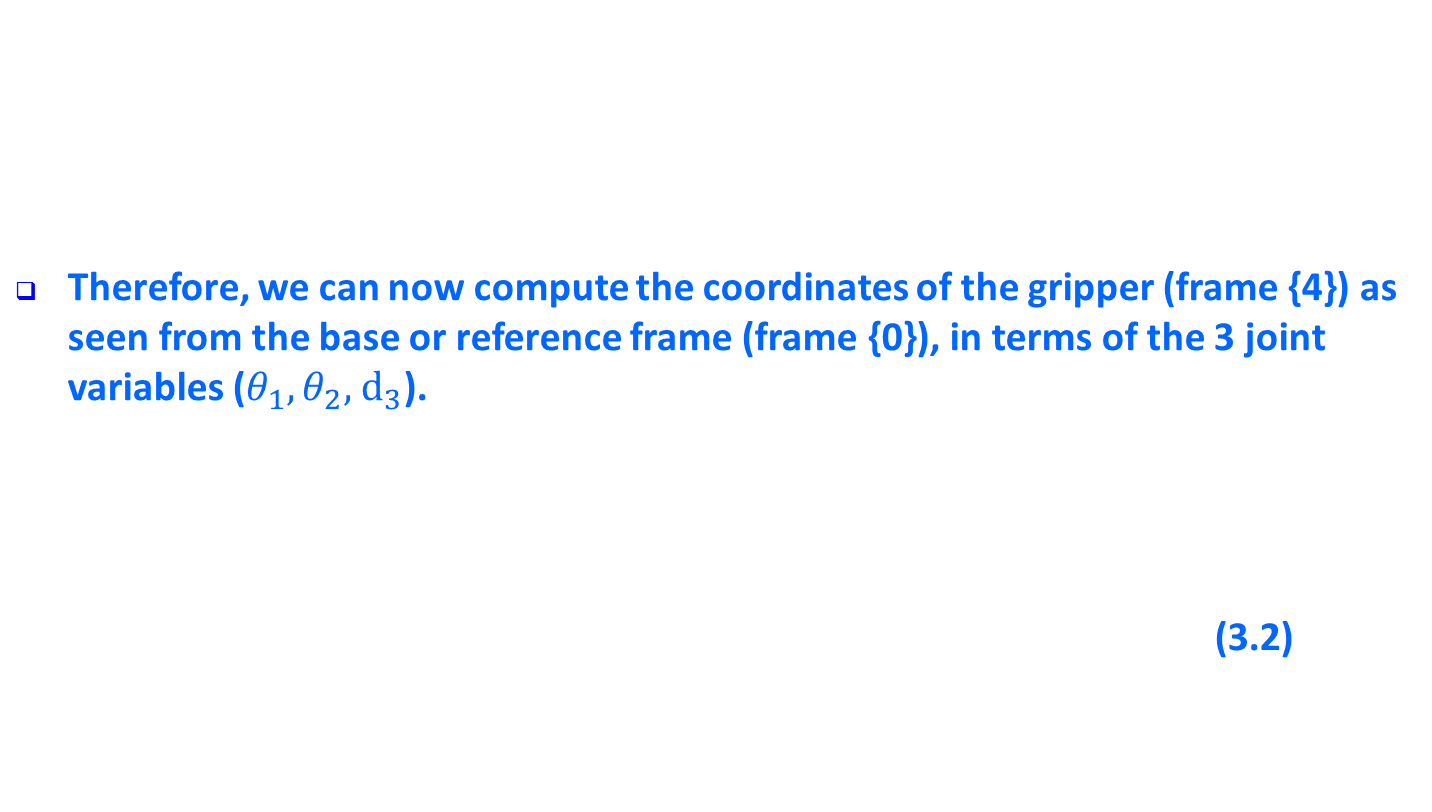 ❑ Therefore, we can now compute the coordinates of the gripper (frame {4}) as
seen from the base or reference frame (frame {0}), in terms of the 3 joint
variables (θ₁, θ₂, d₃).
(3.2)